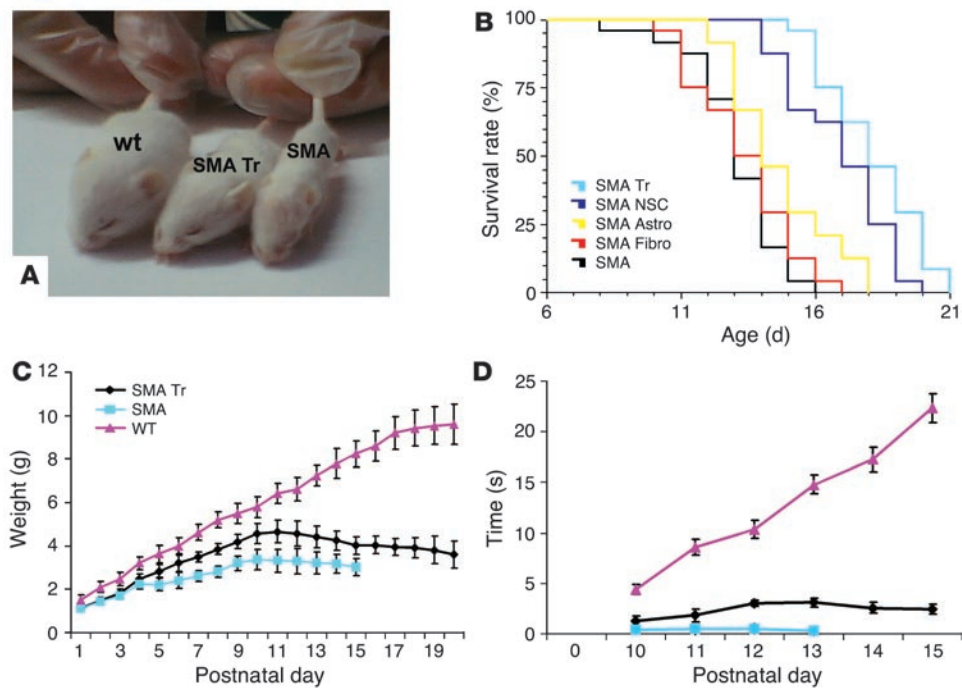 A
wt
SMA Tr
SMA
B
Survival rate (%)
100
75
50
25
0
SMA Tr
SMA NSC
SMA Astro
SMA Fibro
SMA
6 11 16 21
Age (d)
C
Weight (g)
12
10
8
6
4
2
0
SMA Tr
SMA
WT
1 3 5 7 9 11 13 15 17 19
Postnatal day
D
Time (s)
25
20
15
10
5
0
0 10 11 12 13 14 15
Postnatal day